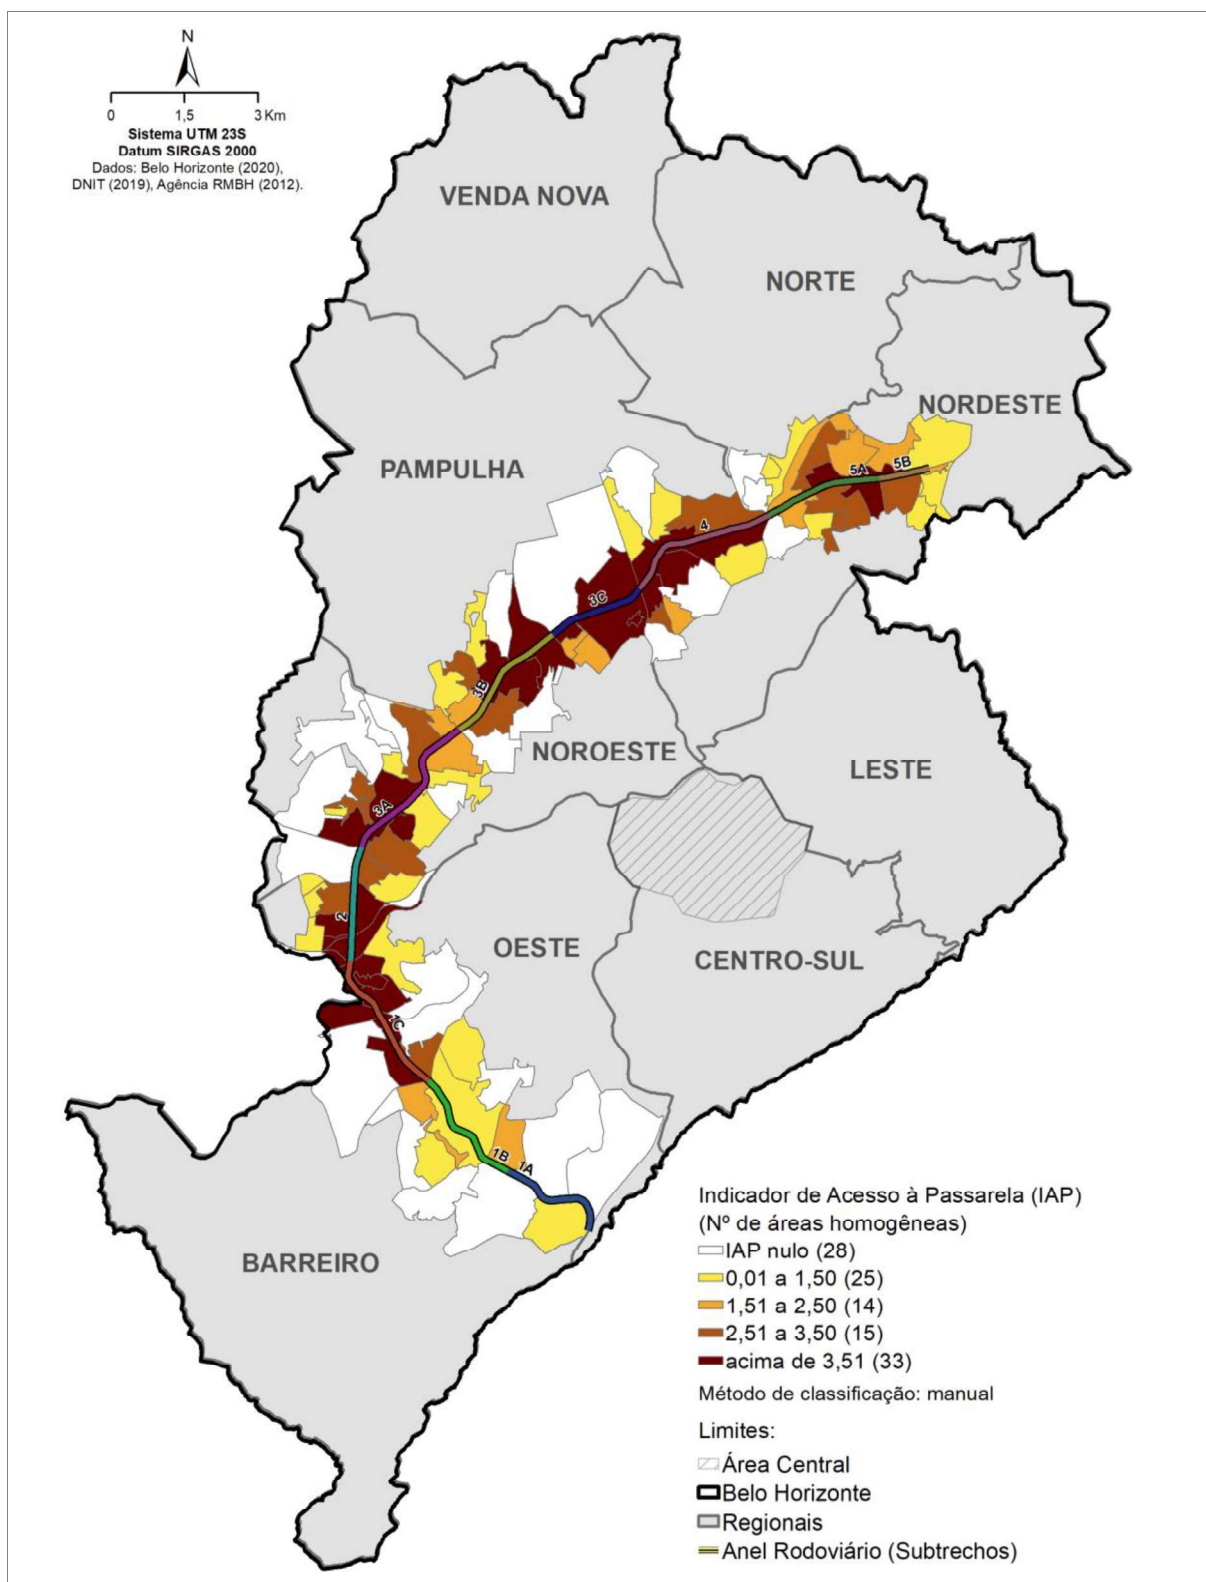 N
0 1,5 3 Km
Sistema UTM 23S
Datum SIRGAS 2000
Dados: Belo Horizonte (2020),
DNIT (2019), Agência RMBH (2012).
VENDA NOVA
NORTE
NORDESTE
PAMPULHA
5A 5B
4
3C
3B
NOROESTE
LESTE
3A
2
OESTE
CENTRO-SUL
1C
1B 1A
BARREIRO
Indicador de Acesso à Passarela (IAP)
(Nº de áreas homogêneas)
IAP nulo (28)
0,01 a 1,50 (25)
1,51 a 2,50 (14)
2,51 a 3,50 (15)
acima de 3,51 (33)
Método de classificação: manual
Limites:
Área Central
Belo Horizonte
Regionais
Anel Rodoviário (Subtrechos)